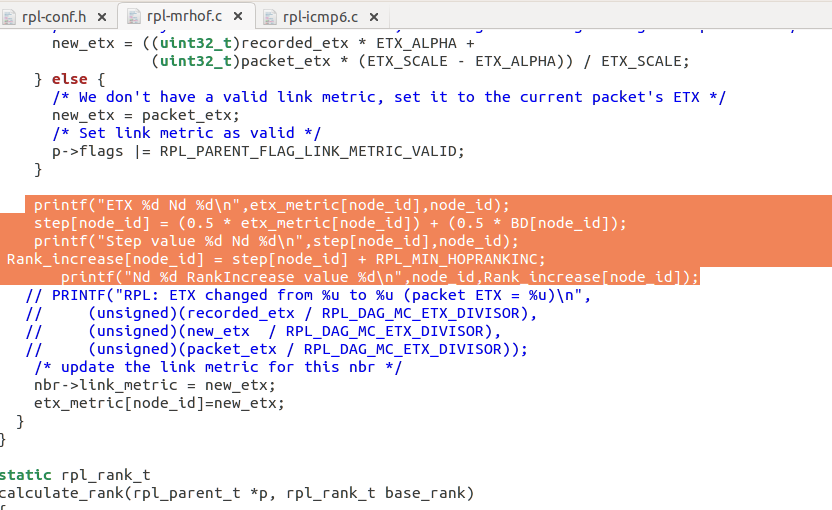 rpl-conf.h × rpl-mrhof.c × rpl-icmp6.c ×
new_etx = ((uint32_t)recorded_etx * ETX_ALPHA +
(uint32_t)packet_etx * (ETX_SCALE - ETX_ALPHA)) / ETX_SCALE;
} else {
/* We don't have a valid link metric, set it to the current packet's ETX */
new_etx = packet_etx;
/* Set link metric as valid */
p->flags |= RPL_PARENT_FLAG_LINK_METRIC_VALID;
}
printf("ETX %d Nd %d\n",etx_metric[node_id],node_id);
step[node_id] = (0.5 * etx_metric[node_id]) + (0.5 * BD[node_id]);
printf("Step value %d Nd %d\n",step[node_id],node_id);
Rank_increase[node_id] = step[node_id] + RPL_MIN_HOPRANKINC;
printf("Nd %d RankIncrease value %d\n",node_id,Rank_increase[node_id]);
// PRINTF("RPL: ETX changed from %u to %u (packet ETX = %u)\n",
// (unsigned)(recorded_etx / RPL_DAG_MC_ETX_DIVISOR),
// (unsigned)(new_etx / RPL_DAG_MC_ETX_DIVISOR),
// (unsigned)(packet_etx / RPL_DAG_MC_ETX_DIVISOR));
/* update the link metric for this nbr */
nbr->link_metric = new_etx;
etx_metric[node_id]=new_etx;
}
}
static rpl_rank_t
calculate_rank(rpl_parent_t *p, rpl_rank_t base_rank)